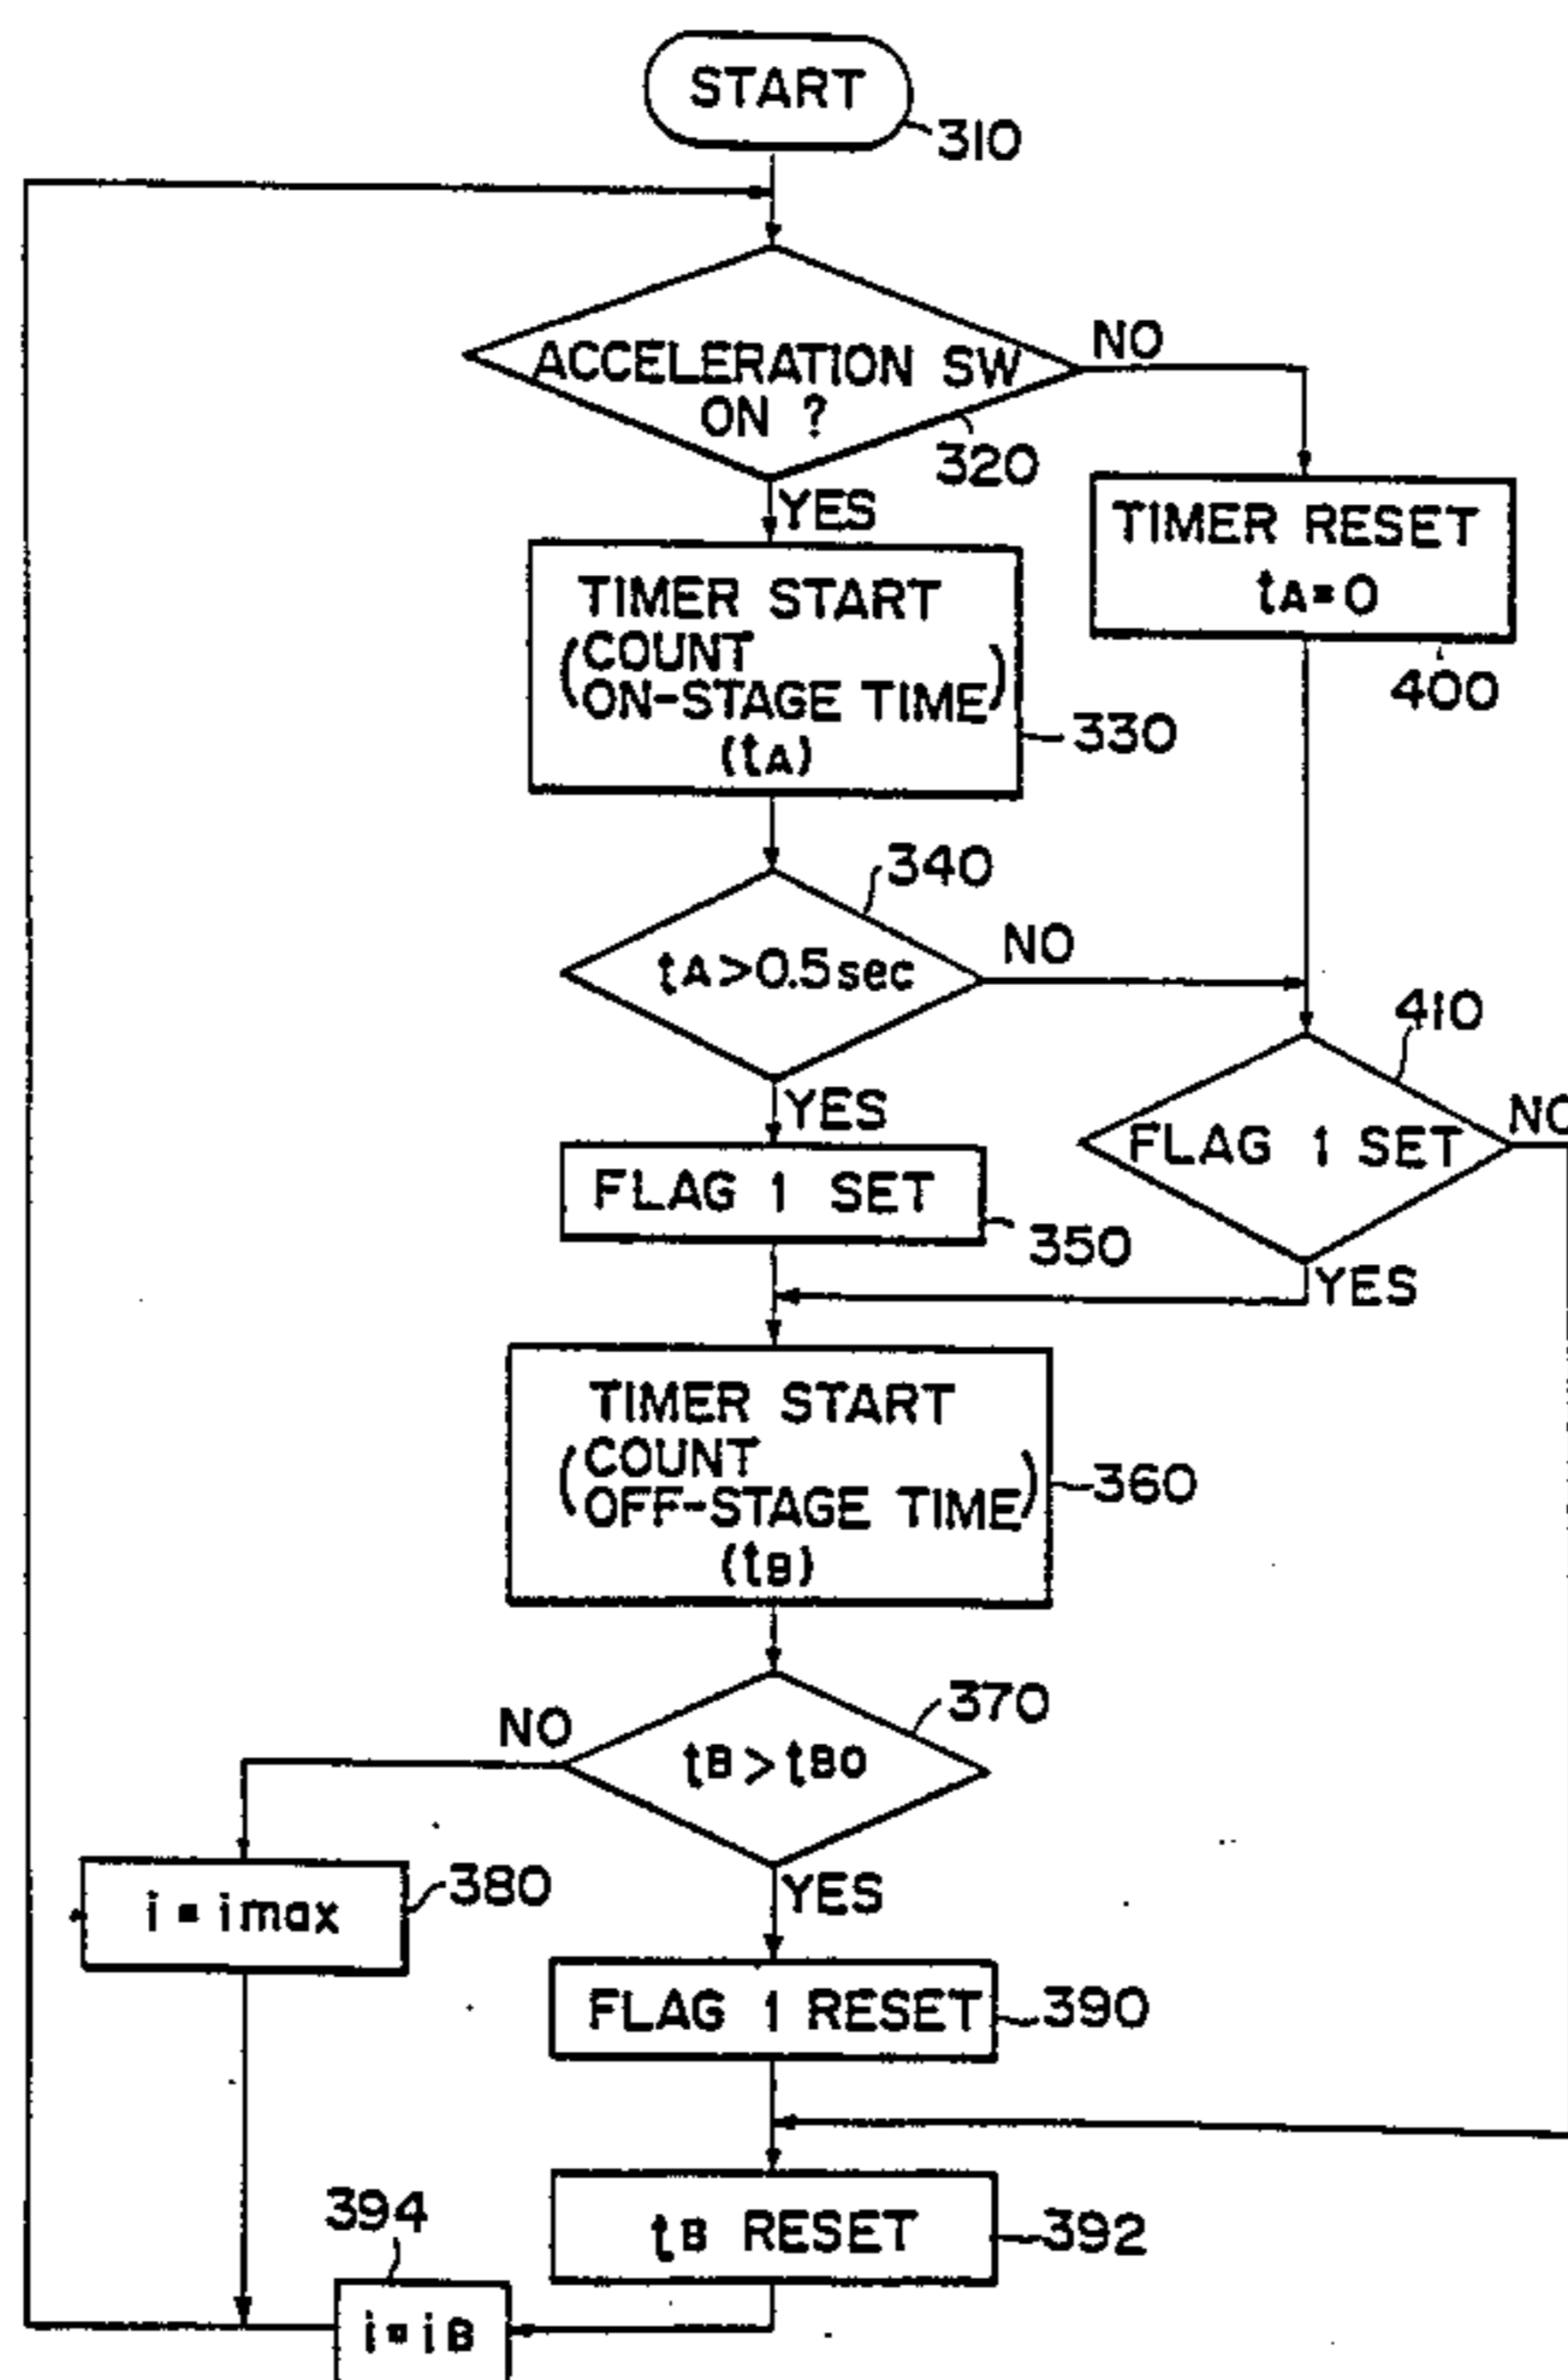 START
310
ACCELERATION SW
ON ?
NO
320
YES
TIMER RESET
tA=0
400
TIMER START
(COUNT
ON-STAGE TIME)
(tA)
330
340
tA>0.5sec
NO
410
YES
FLAG 1 SET
NO
FLAG 1 SET
350
YES
TIMER START
(COUNT
OFF-STAGE TIME)
(tB)
360
370
NO
tB>tBO
YES
i=imax
380
FLAG 1 RESET
390
394
tB RESET
392
i=iB